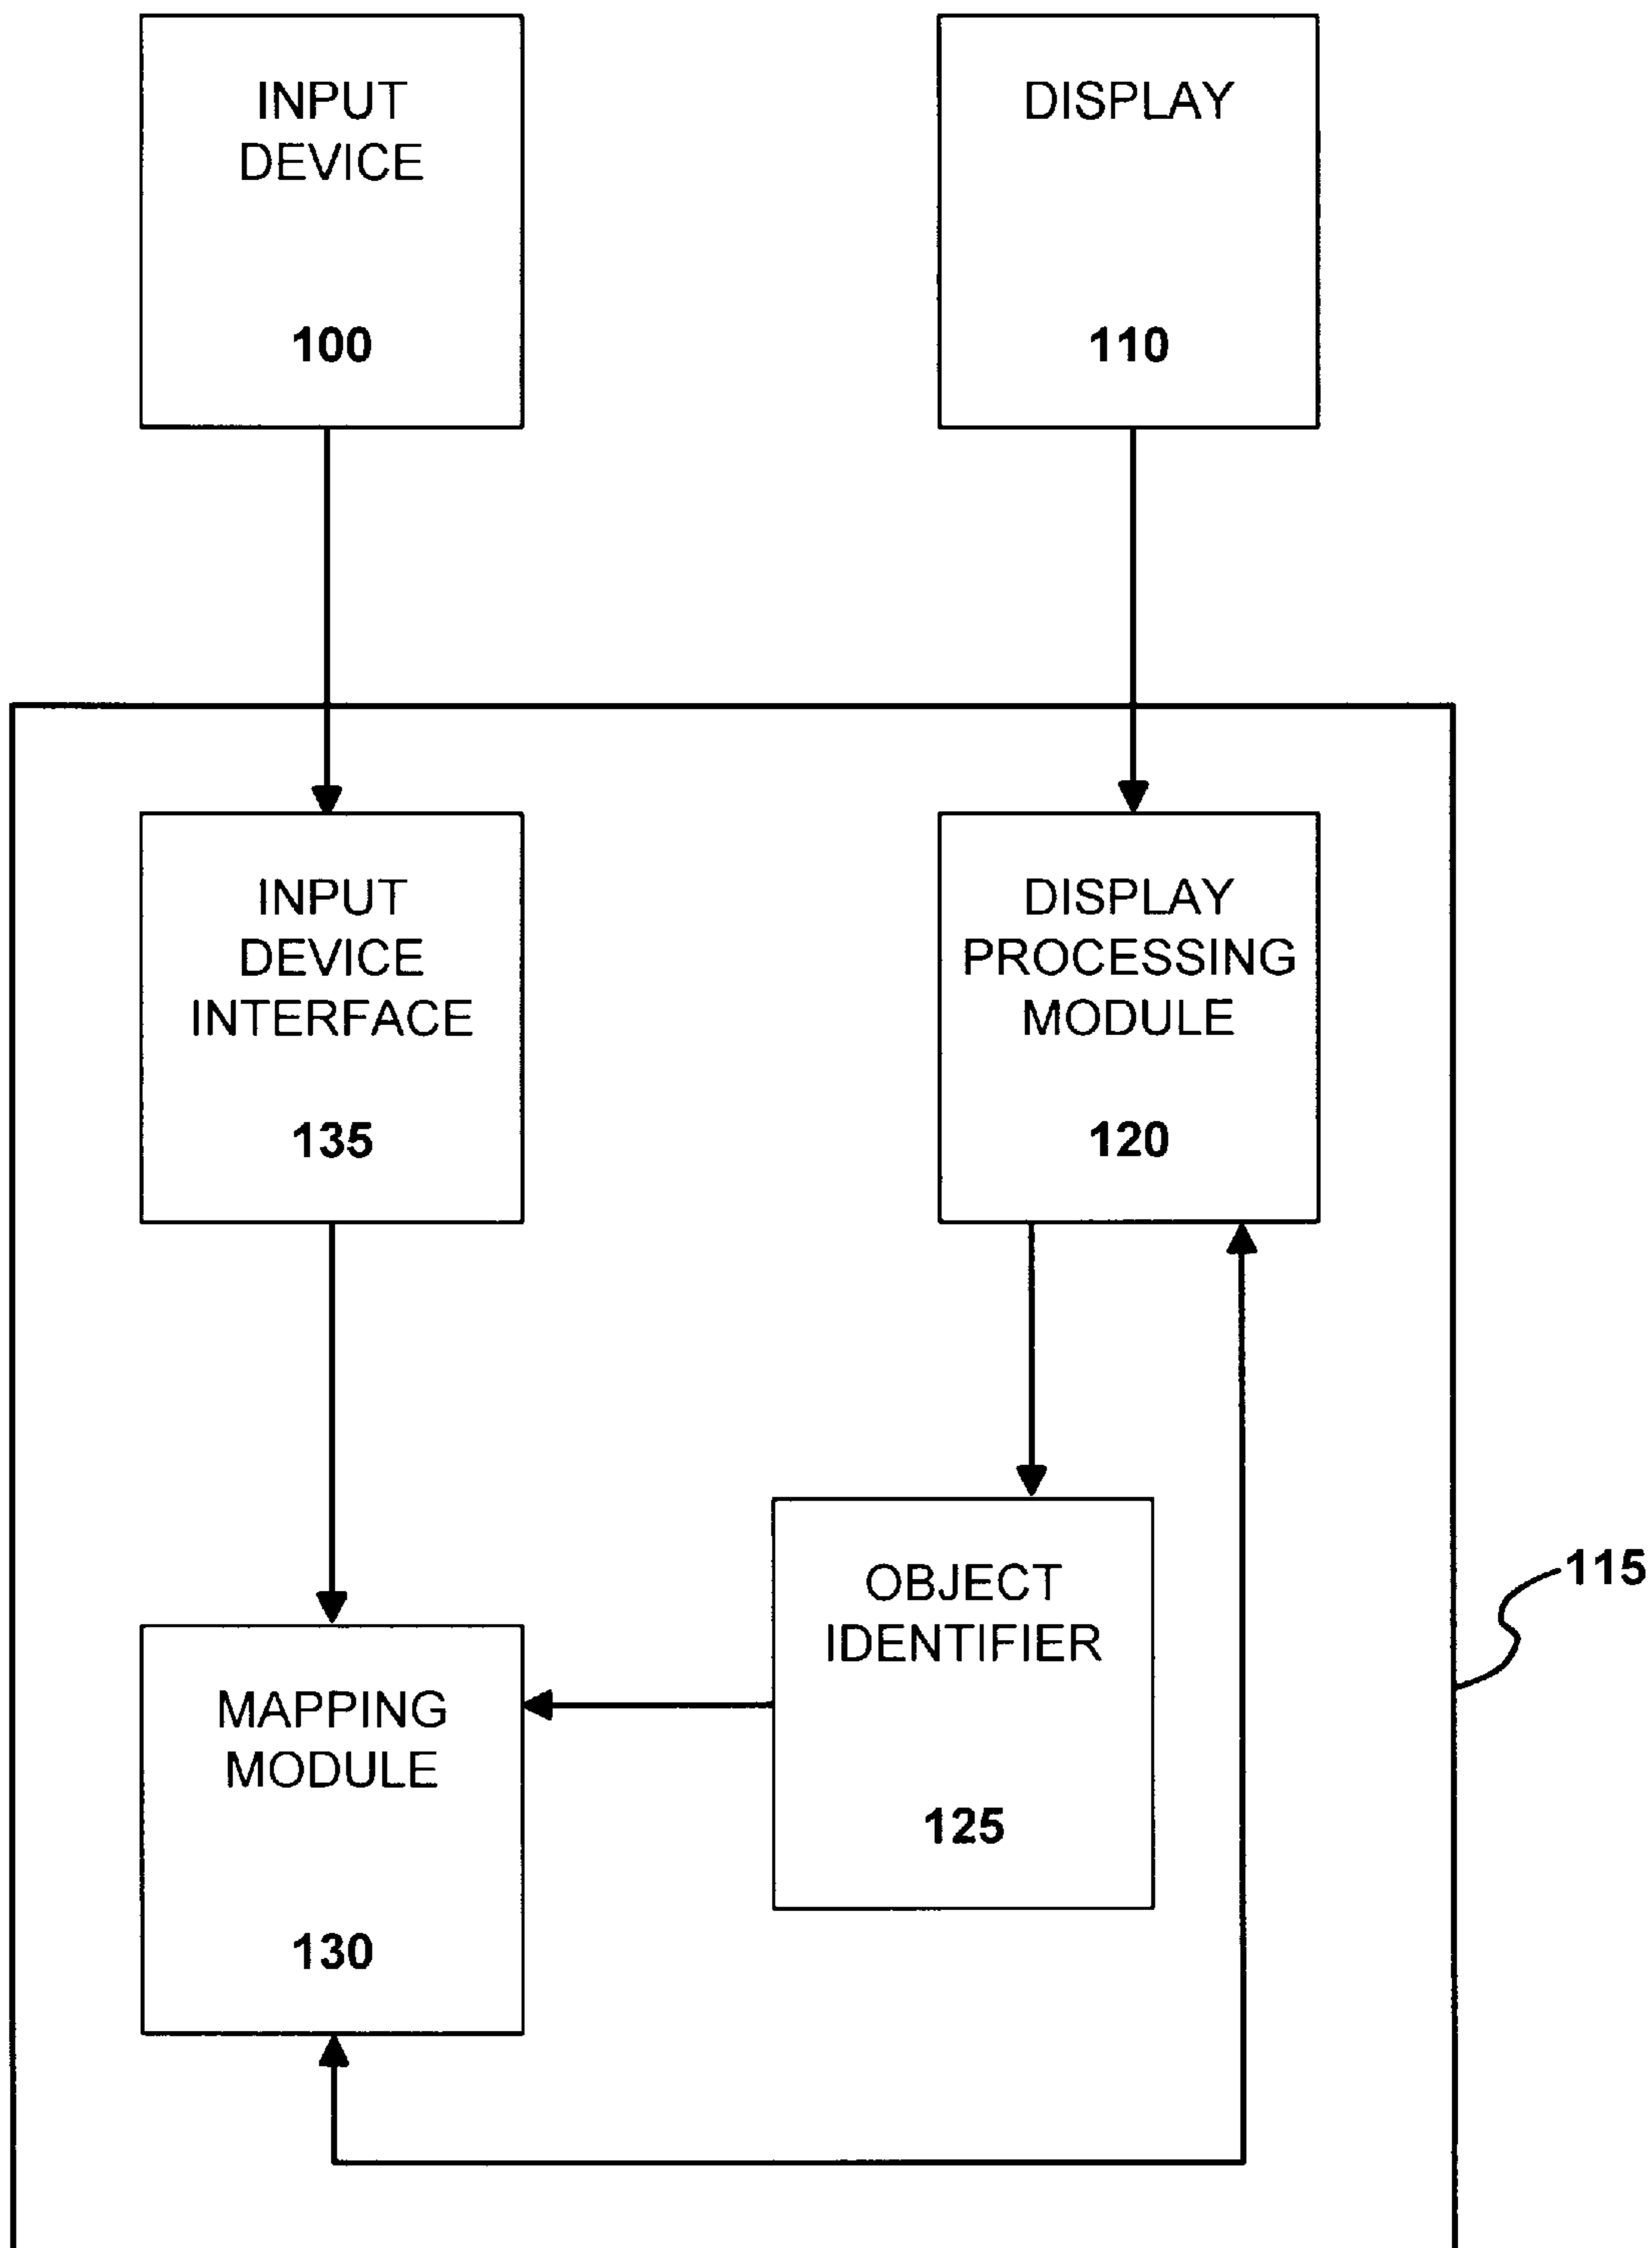 INPUT
DEVICE
100
DISPLAY
110
INPUT
DEVICE
INTERFACE
135
DISPLAY
PROCESSING
MODULE
120
OBJECT
IDENTIFIER
125
115
MAPPING
MODULE
130